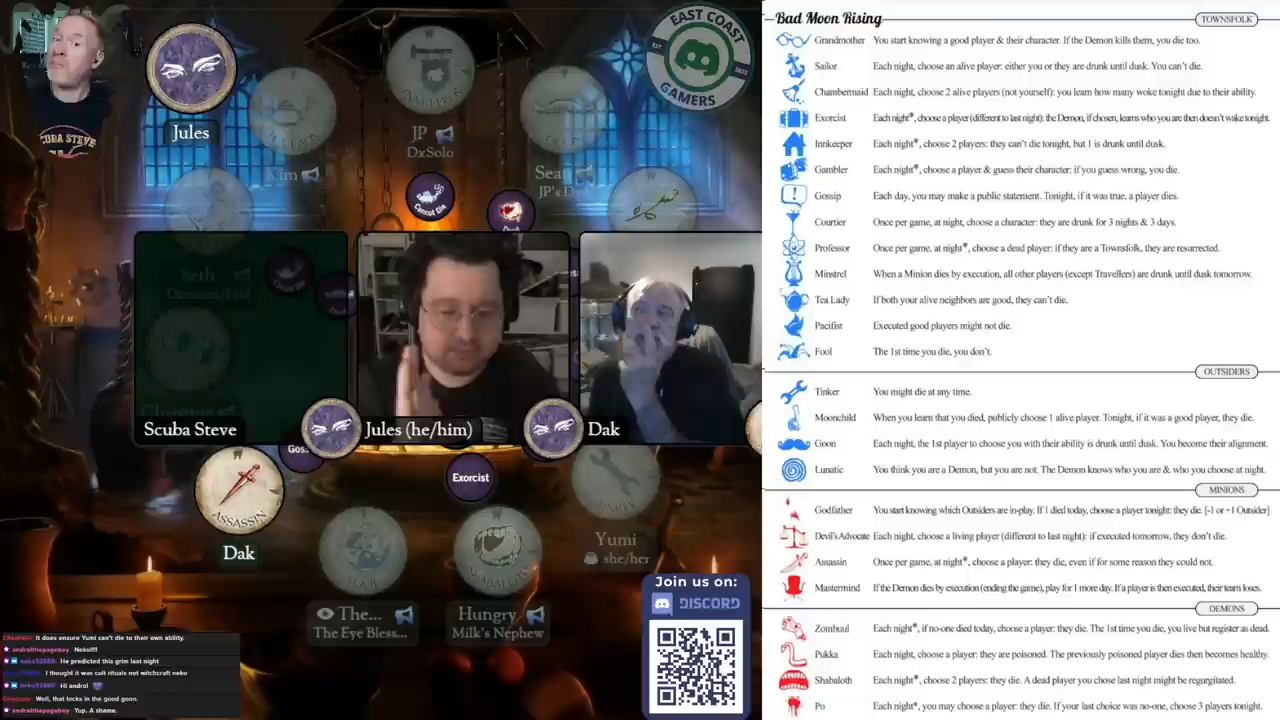 Jules
EAST COAST
GAMERS
EST
2023
INNKEEPER
JP
DxSolo
Kim
Sean
Cannot Die
Seth
Scuba Steve
Jules (he/him)
Dak
ASSASSIN
Dak
Exorcist
Yumi
she/her
FOOL
SHABALOTH
The...
The Eye Bless...
Hungry
Milk's Nephew
Join us on:
DISCORD
It does ensure Yumi can't die to their own ability.
androithepageboy: Neko!!!!
He predicted this grim last night
I thought it was cult rituals not witchcraft neko
Hi androi
Well, that locks in the good goon.
androithepageboy: Yup. A shame.
Bad Moon Rising
TOWNSFOLK
Grandmother You start knowing a good player & their character. If the Demon kills them, you die too.
Sailor Each night, choose an alive player: either you or they are drunk until dusk. You can't die.
Chambermaid Each night, choose 2 alive players (not yourself): you learn how many woke tonight due to their ability.
Exorcist Each night*, choose a player (different to last night): the Demon, if chosen, learns who you are then doesn't wake tonight.
Innkeeper Each night*, choose 2 players: they can't die tonight, but 1 is drunk until dusk.
Gambler Each night*, choose a player & guess their character: if you guess wrong, you die.
Gossip Each day, you may make a public statement. Tonight, if it was true, a player dies.
Courtier Once per game, at night, choose a character: they are drunk for 3 nights & 3 days.
Professor Once per game, at night*, choose a dead player: if they are a Townsfolk, they are resurrected.
Minstrel When a Minion dies by execution, all other players (except Travellers) are drunk until dusk tomorrow.
Tea Lady If both your alive neighbors are good, they can't die.
Pacifist Executed good players might not die.
Fool The 1st time you die, you don't.
OUTSIDERS
Tinker You might die at any time.
Moonchild When you learn that you died, publicly choose 1 alive player. Tonight, if it was a good player, they die.
Goon Each night, the 1st player to choose you with their ability is drunk until dusk. You become their alignment.
Lunatic You think you are a Demon, but you are not. The Demon knows who you are & who you choose at night.
MINIONS
Godfather You start knowing which Outsiders are in-play. If 1 died today, choose a player tonight: they die. [-1 or +1 Outsider]
Devil's Advocate Each night, choose a living player (different to last night): if executed tomorrow, they don't die.
Assassin Once per game, at night*, choose a player: they die, even if for some reason they could not.
Mastermind If the Demon dies by execution (ending the game), play for 1 more day. If a player is then executed, their team loses.
DEMONS
Zombuul Each night*, if no-one died today, choose a player: they die. The 1st time you die, you live but register as dead.
Pukka Each night, choose a player: they are poisoned. The previously poisoned player dies then becomes healthy.
Shabaloth Each night*, choose 2 players: they die. A dead player you chose last night might be regurgitated.
Po Each night*, you may choose a player: they die. If your last choice was no-one, choose 3 players tonight.